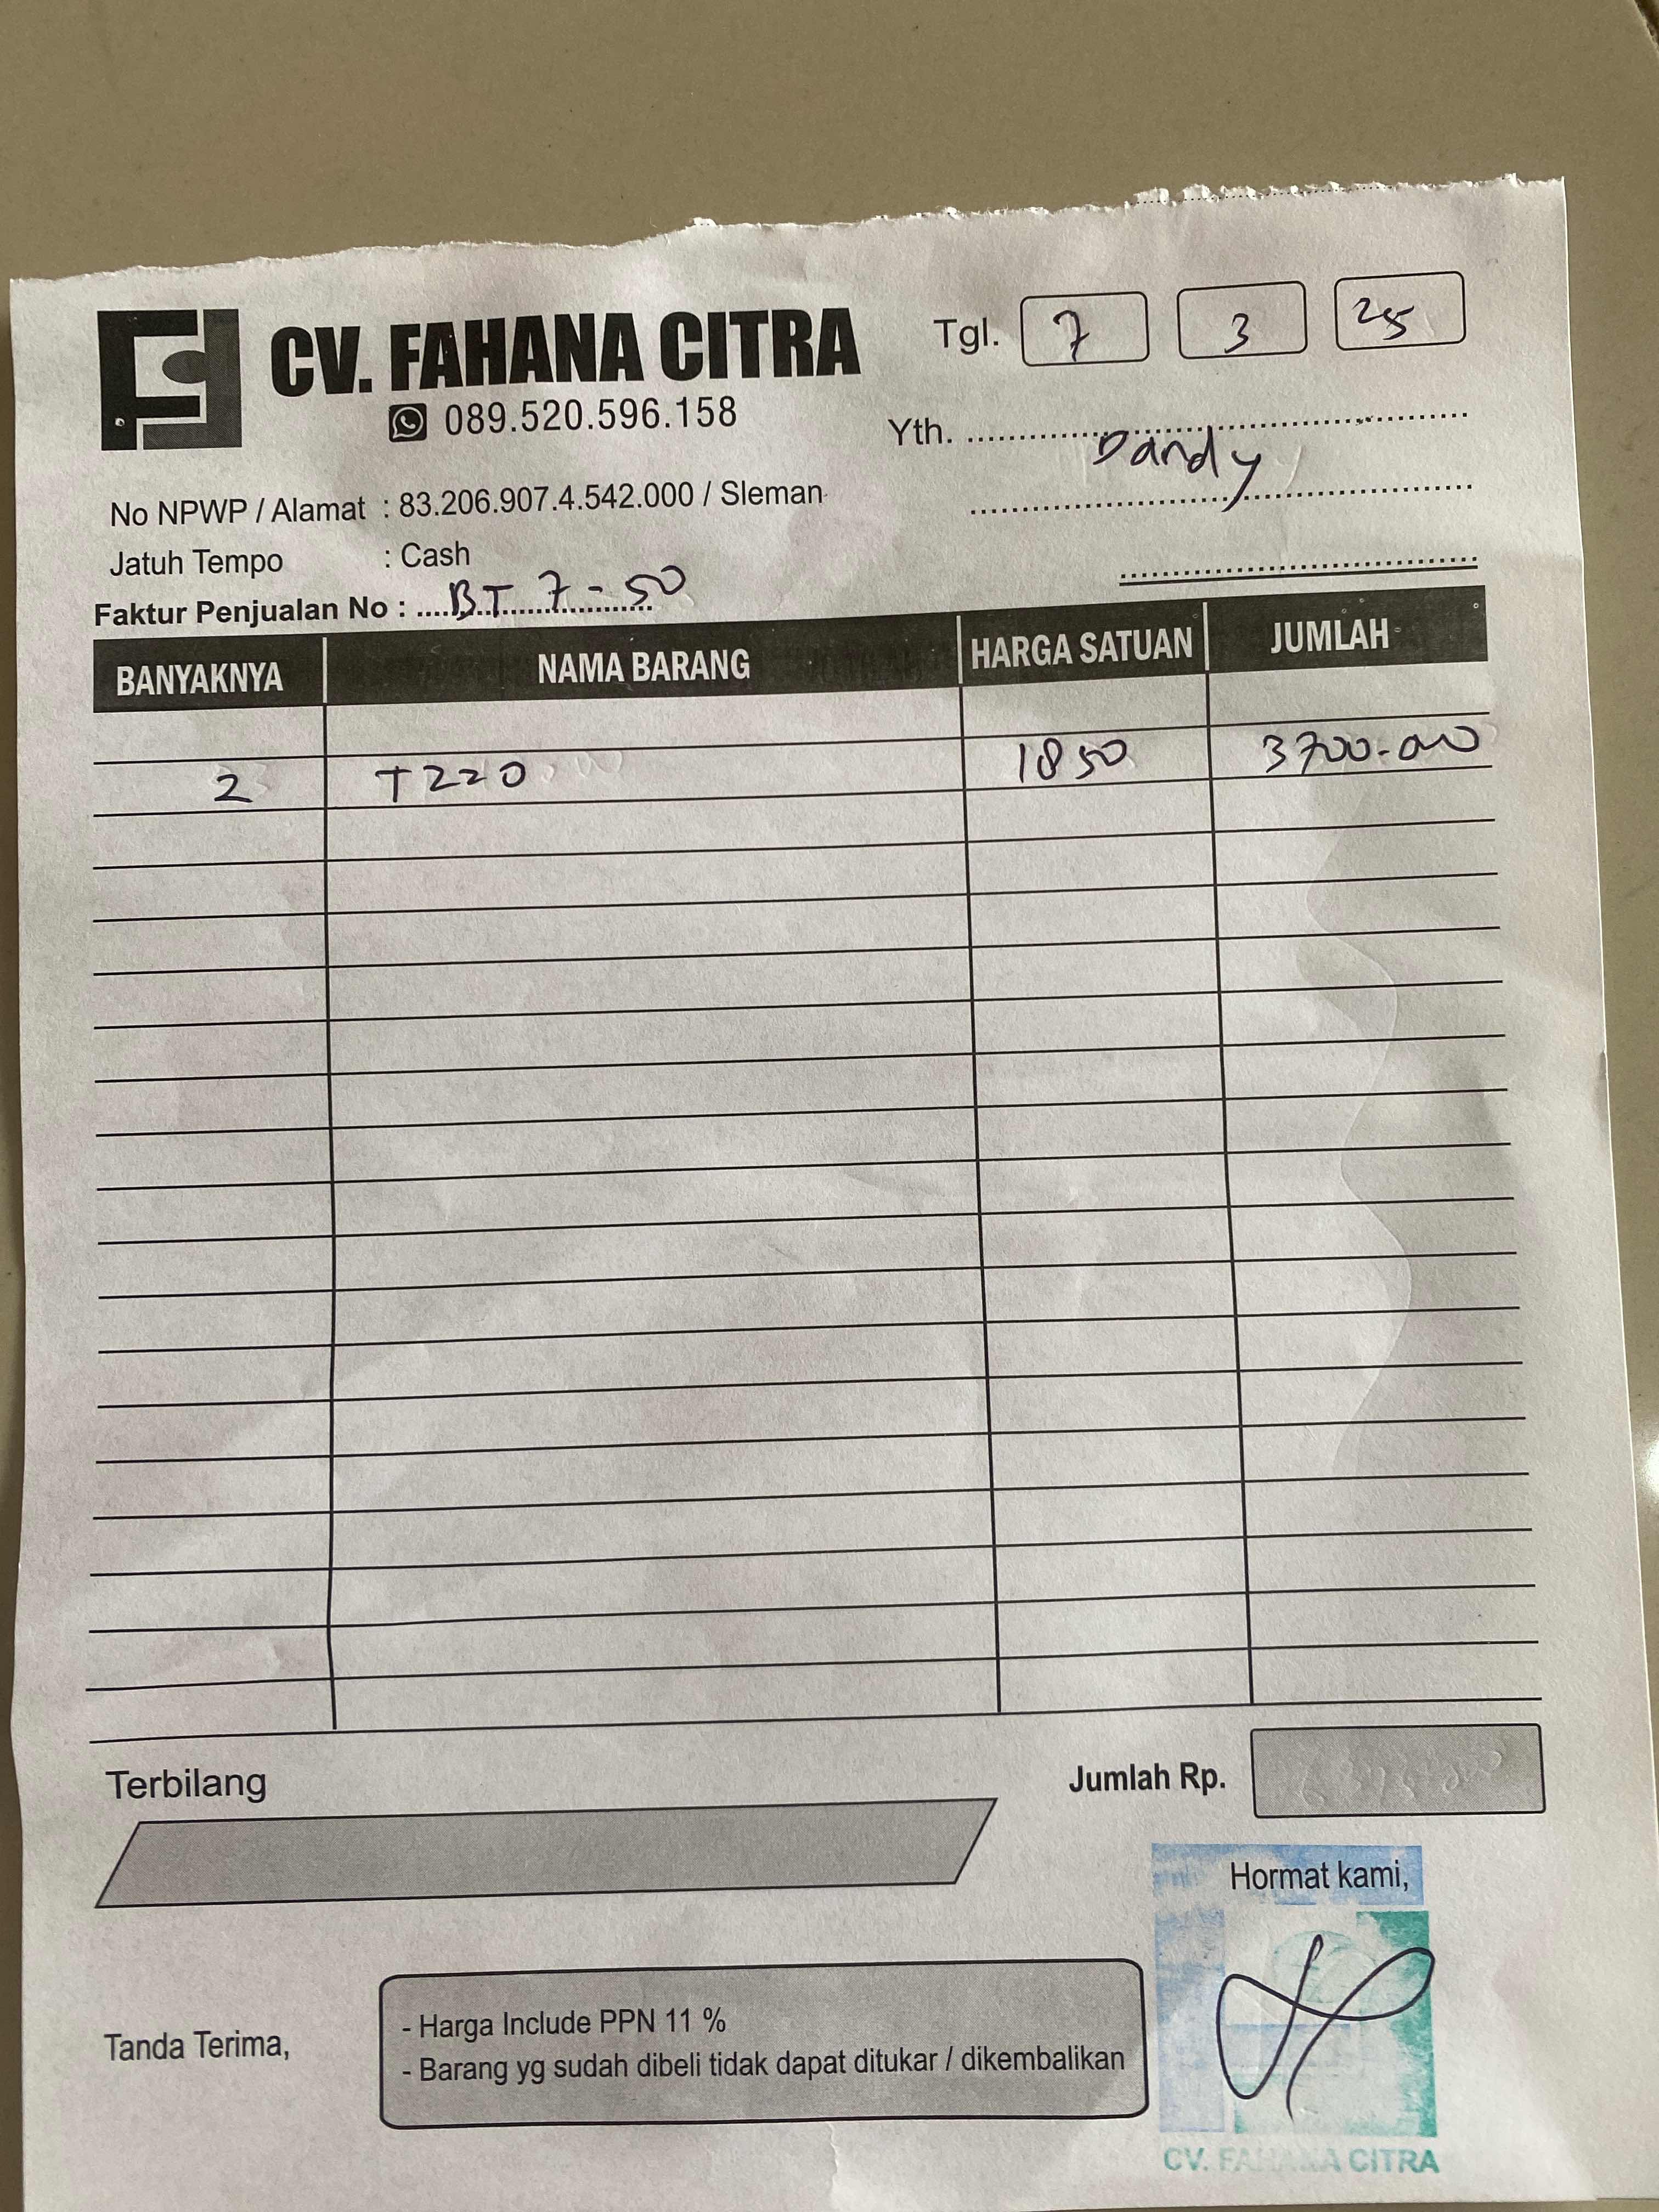 CV. FAHANA CITRA
089.520.596.158
Tgl. 7 3 25
Yth. Dandy
No NPWP / Alamat : 83.206.907.4.542.000 / Sleman
Jatuh Tempo : Cash
Faktur Penjualan No : BT 7-50
BANYAKNYA NAMA BARANG HARGA SATUAN JUMLAH
2 T220 1850 3700.000
Terbilang
Jumlah Rp.
Hormat kami,
Tanda Terima,
- Harga Include PPN 11 %
- Barang yg sudah dibeli tidak dapat ditukar / dikembalikan
CV. FAHANA CITRA